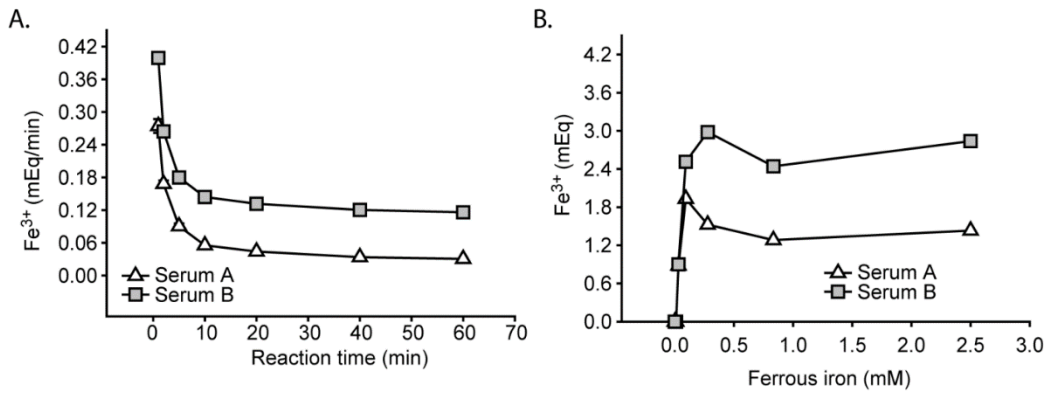 A.
Fe³⁺ (mEq/min)
0.42
0.36
0.30
0.24
0.18
0.12
0.06
0.00
Serum A
Serum B
0 10 20 30 40 50 60 70
Reaction time (min)
B.
Fe³⁺ (mEq)
4.2
3.6
3.0
2.4
1.8
1.2
0.6
0.0
Serum A
Serum B
0.0 0.5 1.0 1.5 2.0 2.5 3.0
Ferrous iron (mM)